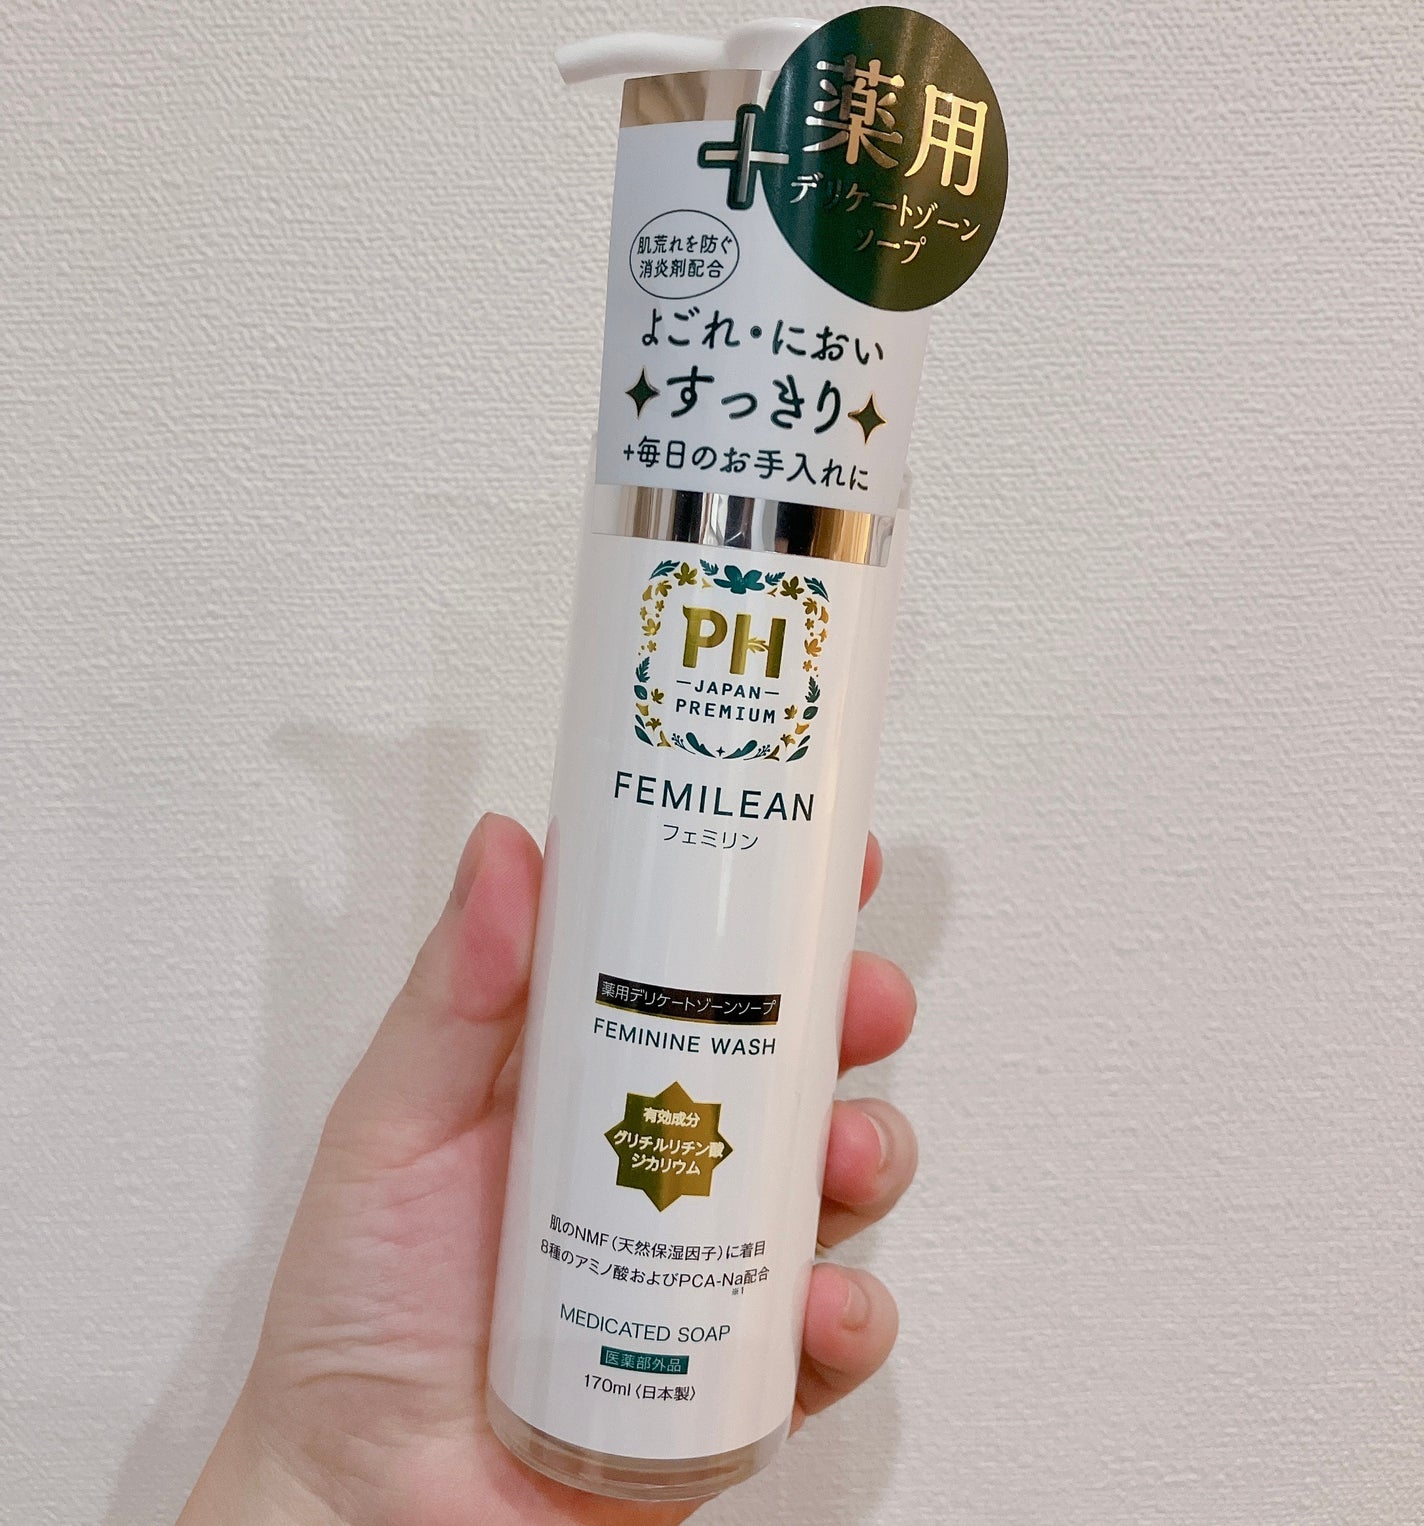 薬用
デリケートゾーン
ソープ
肌荒れを防ぐ
消炎剤配合
よごれ・におい
すっきり
+毎日のお手入れに
PH
JAPAN
PREMIUM
FEMILEAN
フェミリン
薬用デリケートゾーンソープ
FEMININE WASH
有効成分
グリチルリチン酸
ジカリウム
肌のNMF(天然保湿因子)に着目
8種のアミノ酸およびPCA-Na配合
※1
MEDICATED SOAP
医薬部外品
170ml〈日本製〉